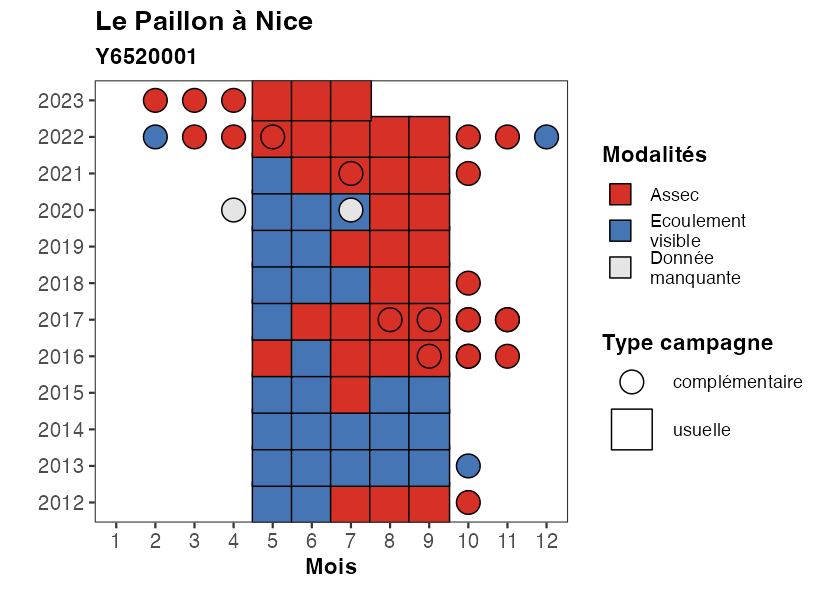 Le Paillon à Nice
Y6520001
2023
2022
2021
2020
2019
2018
2017
2016
2015
2014
2013
2012
1 2 3 4 5 6 7 8 9 10 11 12
Mois
Modalités
Assec
Ecoulement
visible
Donnée
manquante
Type campagne
complémentaire
usuelle